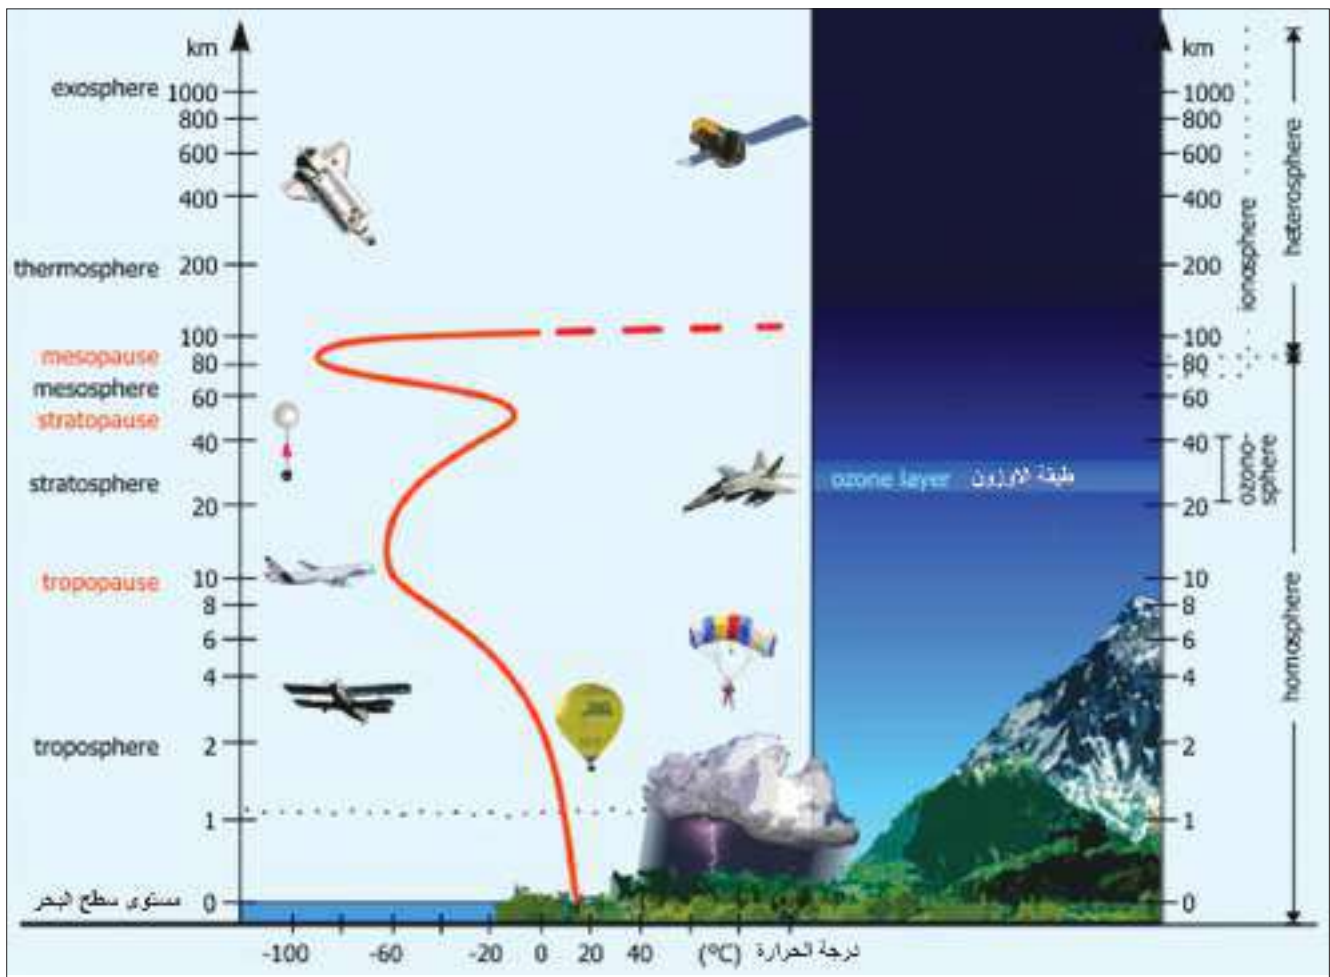 km
exosphere 1000
800
600
400
thermosphere 200
100
mesopause
80
mesosphere
60
stratopause
40
stratosphere
20
tropopause 10
8
6
4
troposphere 2
1
مستوى سطح البحر 0
-100 -60 -20 0 20 40 (°C) درجة الحرارة
ozone layer طبقة الاوزون
km
1000
800
600
400
200
100
80
60
40
20
10
8
6
4
2
1
0
ionosphere
ozono-
sphere
heterosphere
homosphere